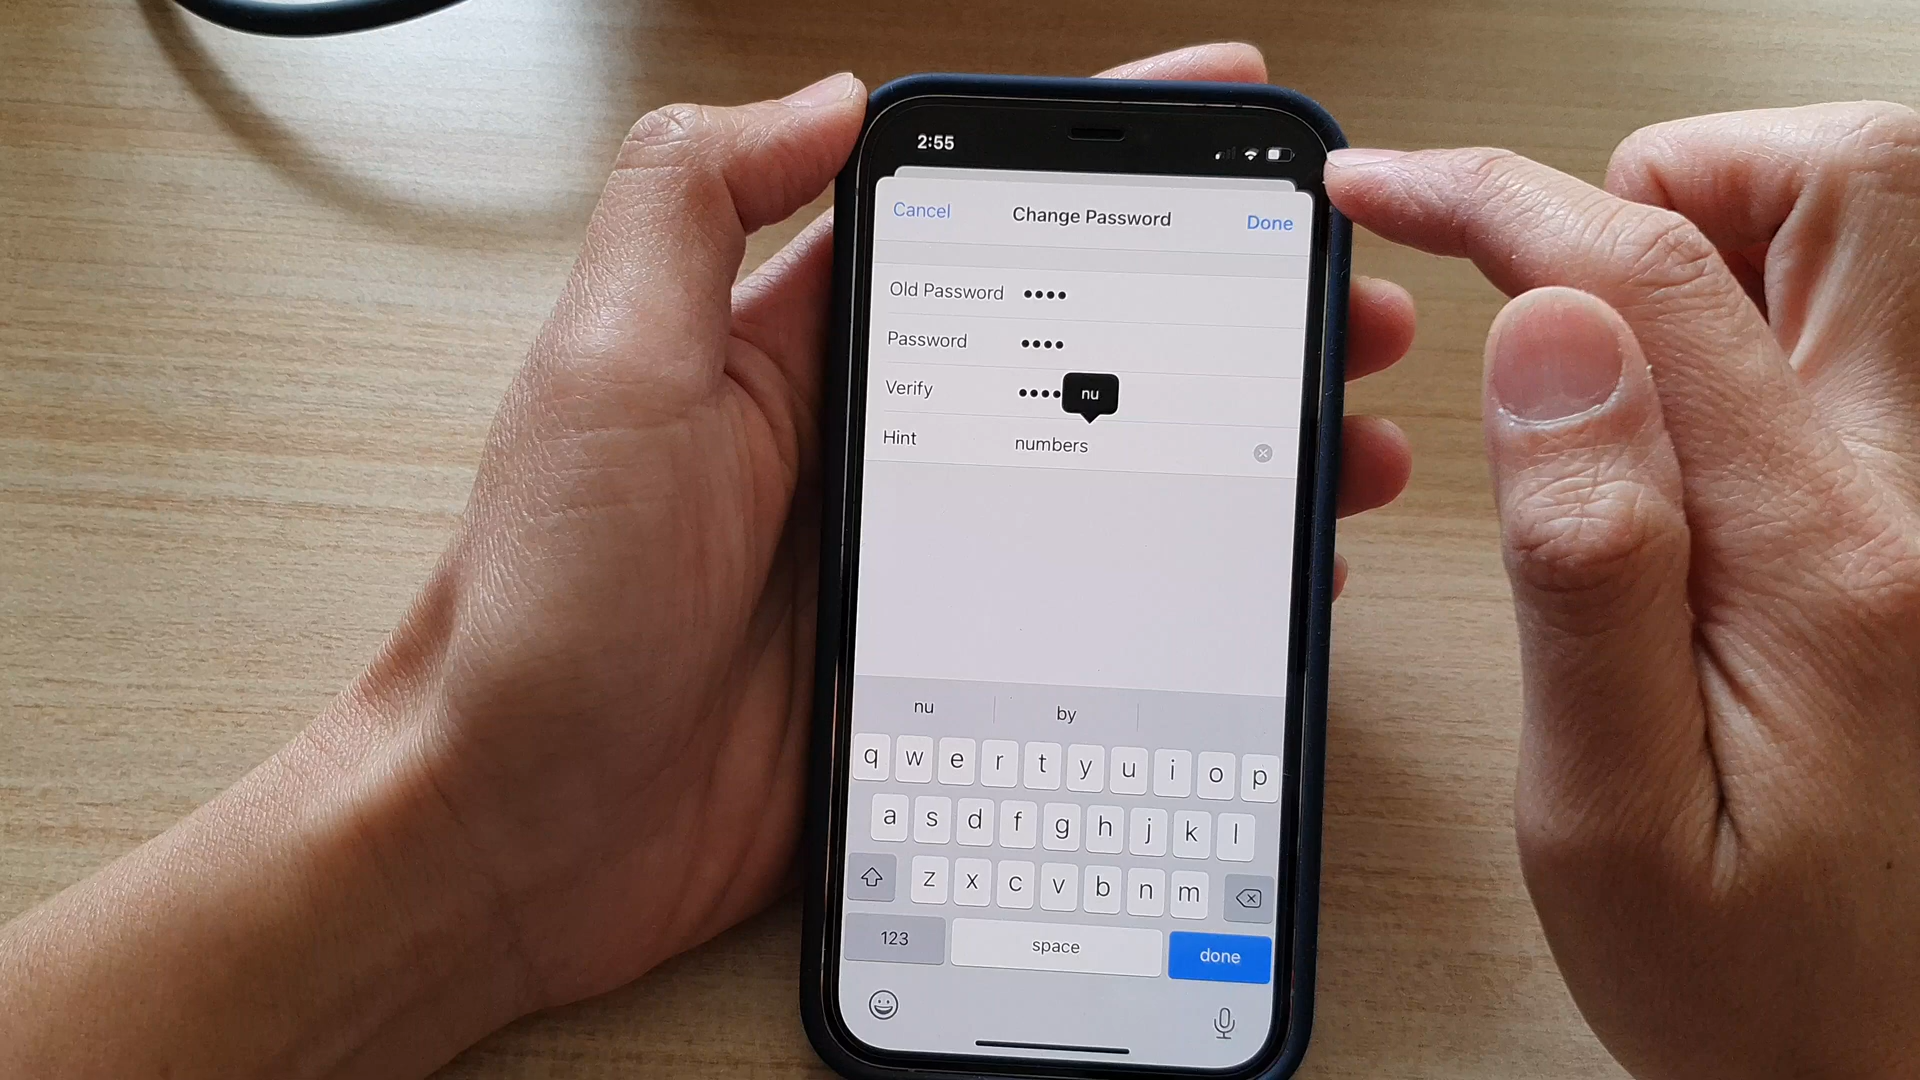 2:55
Cancel Change Password Done
Old Password ••••
Password ••••
Verify ••••
nu
Hint numbers
nu by
q w e r t y u i o p
a s d f g h j k l
z x c v b n m
123 space done